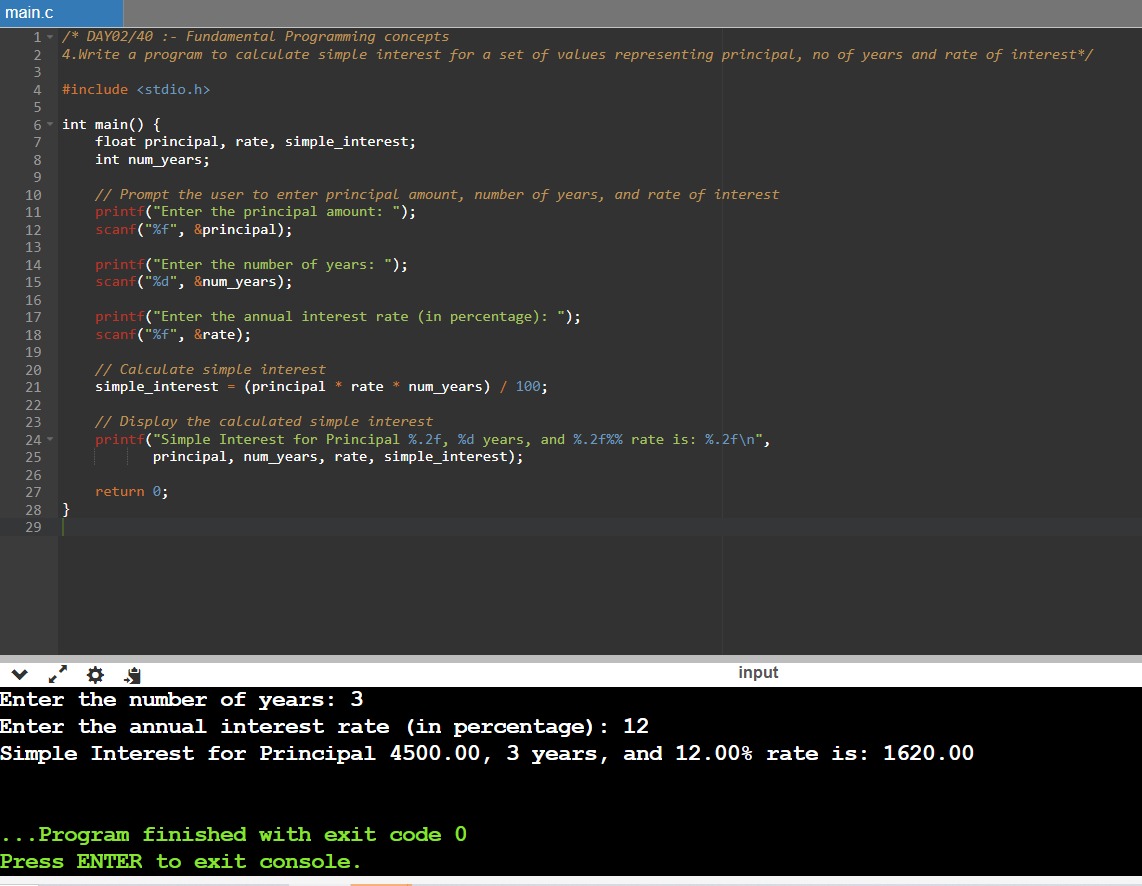 main.c
1 /* DAY02/40 :- Fundamental Programming concepts
2 4.Write a program to calculate simple interest for a set of values representing principal, no of years and rate of interest*/
3
4 #include <stdio.h>
5
6 int main() {
7     float principal, rate, simple_interest;
8     int num_years;
9
10     // Prompt the user to enter principal amount, number of years, and rate of interest
11     printf("Enter the principal amount: ");
12     scanf("%f", &principal);
13
14     printf("Enter the number of years: ");
15     scanf("%d", &num_years);
16
17     printf("Enter the annual interest rate (in percentage): ");
18     scanf("%f", &rate);
19
20     // Calculate simple interest
21     simple_interest = (principal * rate * num_years) / 100;
22
23     // Display the calculated simple interest
24     printf("Simple Interest for Principal %.2f, %d years, and %.2f%% rate is: %.2f\n",
25            principal, num_years, rate, simple_interest);
26
27     return 0;
28 }
29
input
Enter the number of years: 3
Enter the annual interest rate (in percentage): 12
Simple Interest for Principal 4500.00, 3 years, and 12.00% rate is: 1620.00
...Program finished with exit code 0
Press ENTER to exit console.